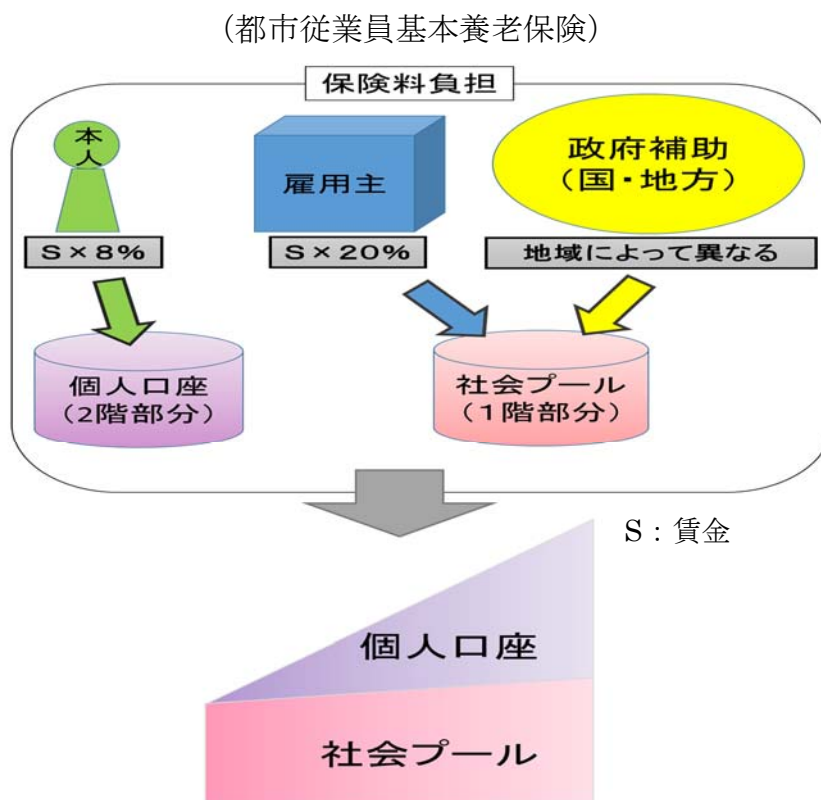 (都市従業員基本養老保険)
保険料負担
本
人
雇用主
政府補助
（国・地方）
S×8%
S×20%
地域によって異なる
個人口座
（2階部分）
社会プール
（1階部分）
S：賃金
個人口座
社会プール